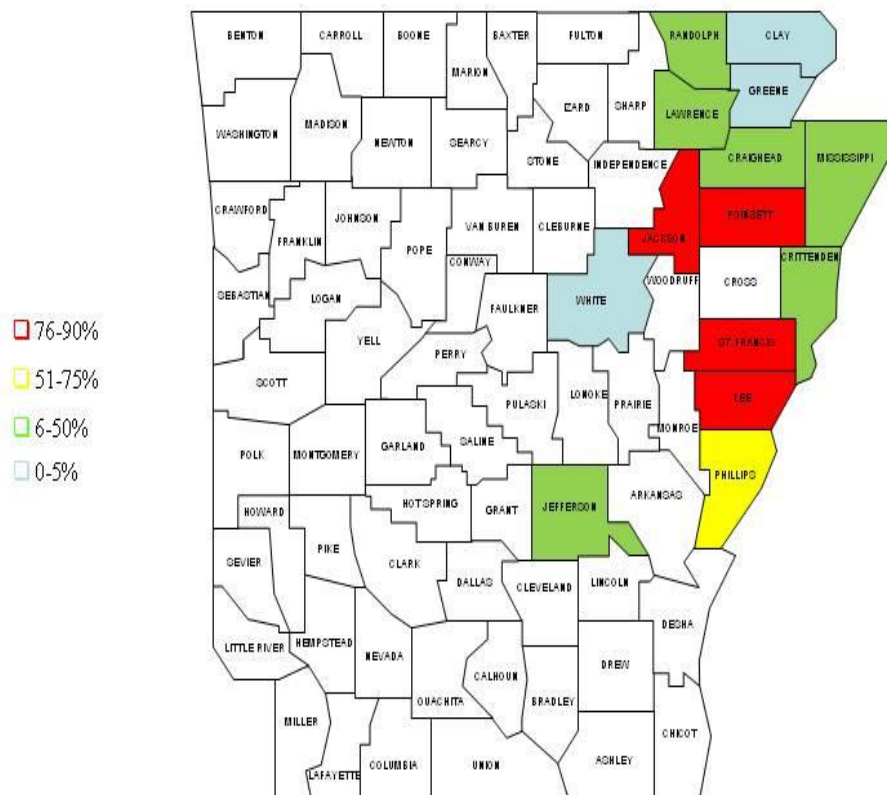 BENTON
CARROLL
BOONE
BAXTER
FULTON
RANDOLPH
CLAY
MARION
GREENE
IZARD
SHARP
LAWRENCE
MADISON
WASHINGTON
NEWTON
SEARCY
STONE
INDEPENDENCE
CRAIGHEAD
MISSISSIPPI
CRAWFORD
JOHNSON
FRANKLIN
POPE
VAN BUREN
CLEBURNE
JACKSON
POINSETT
CONWAY
CRITTENDEN
SEBASTIAN
LOGAN
WHITE
WOODRUFF
CROSS
FAULKNER
76-90%
YELL
ST. FRANCIS
PERRY
51-75%
SCOTT
PULASKI
LONOKE
PRAIRIE
LEE
6-50%
MONROE
SALINE
GARLAND
POLK
MONTGOMERY
0-5%
PHILLIPS
HOT SPRING
ARKANSAS
HOWARD
GRANT
JEFFERSON
PIKE
SEVIER
CLARK
DALLAS
CLEVELAND
LINCOLN
DESHA
HEMPSTEAD
LITTLE RIVER
NEVADA
DREW
CALHOUN
OUACHITA
BRADLEY
MILLER
CHICOT
ASHLEY
UNION
COLUMBIA
LAFAYETTE